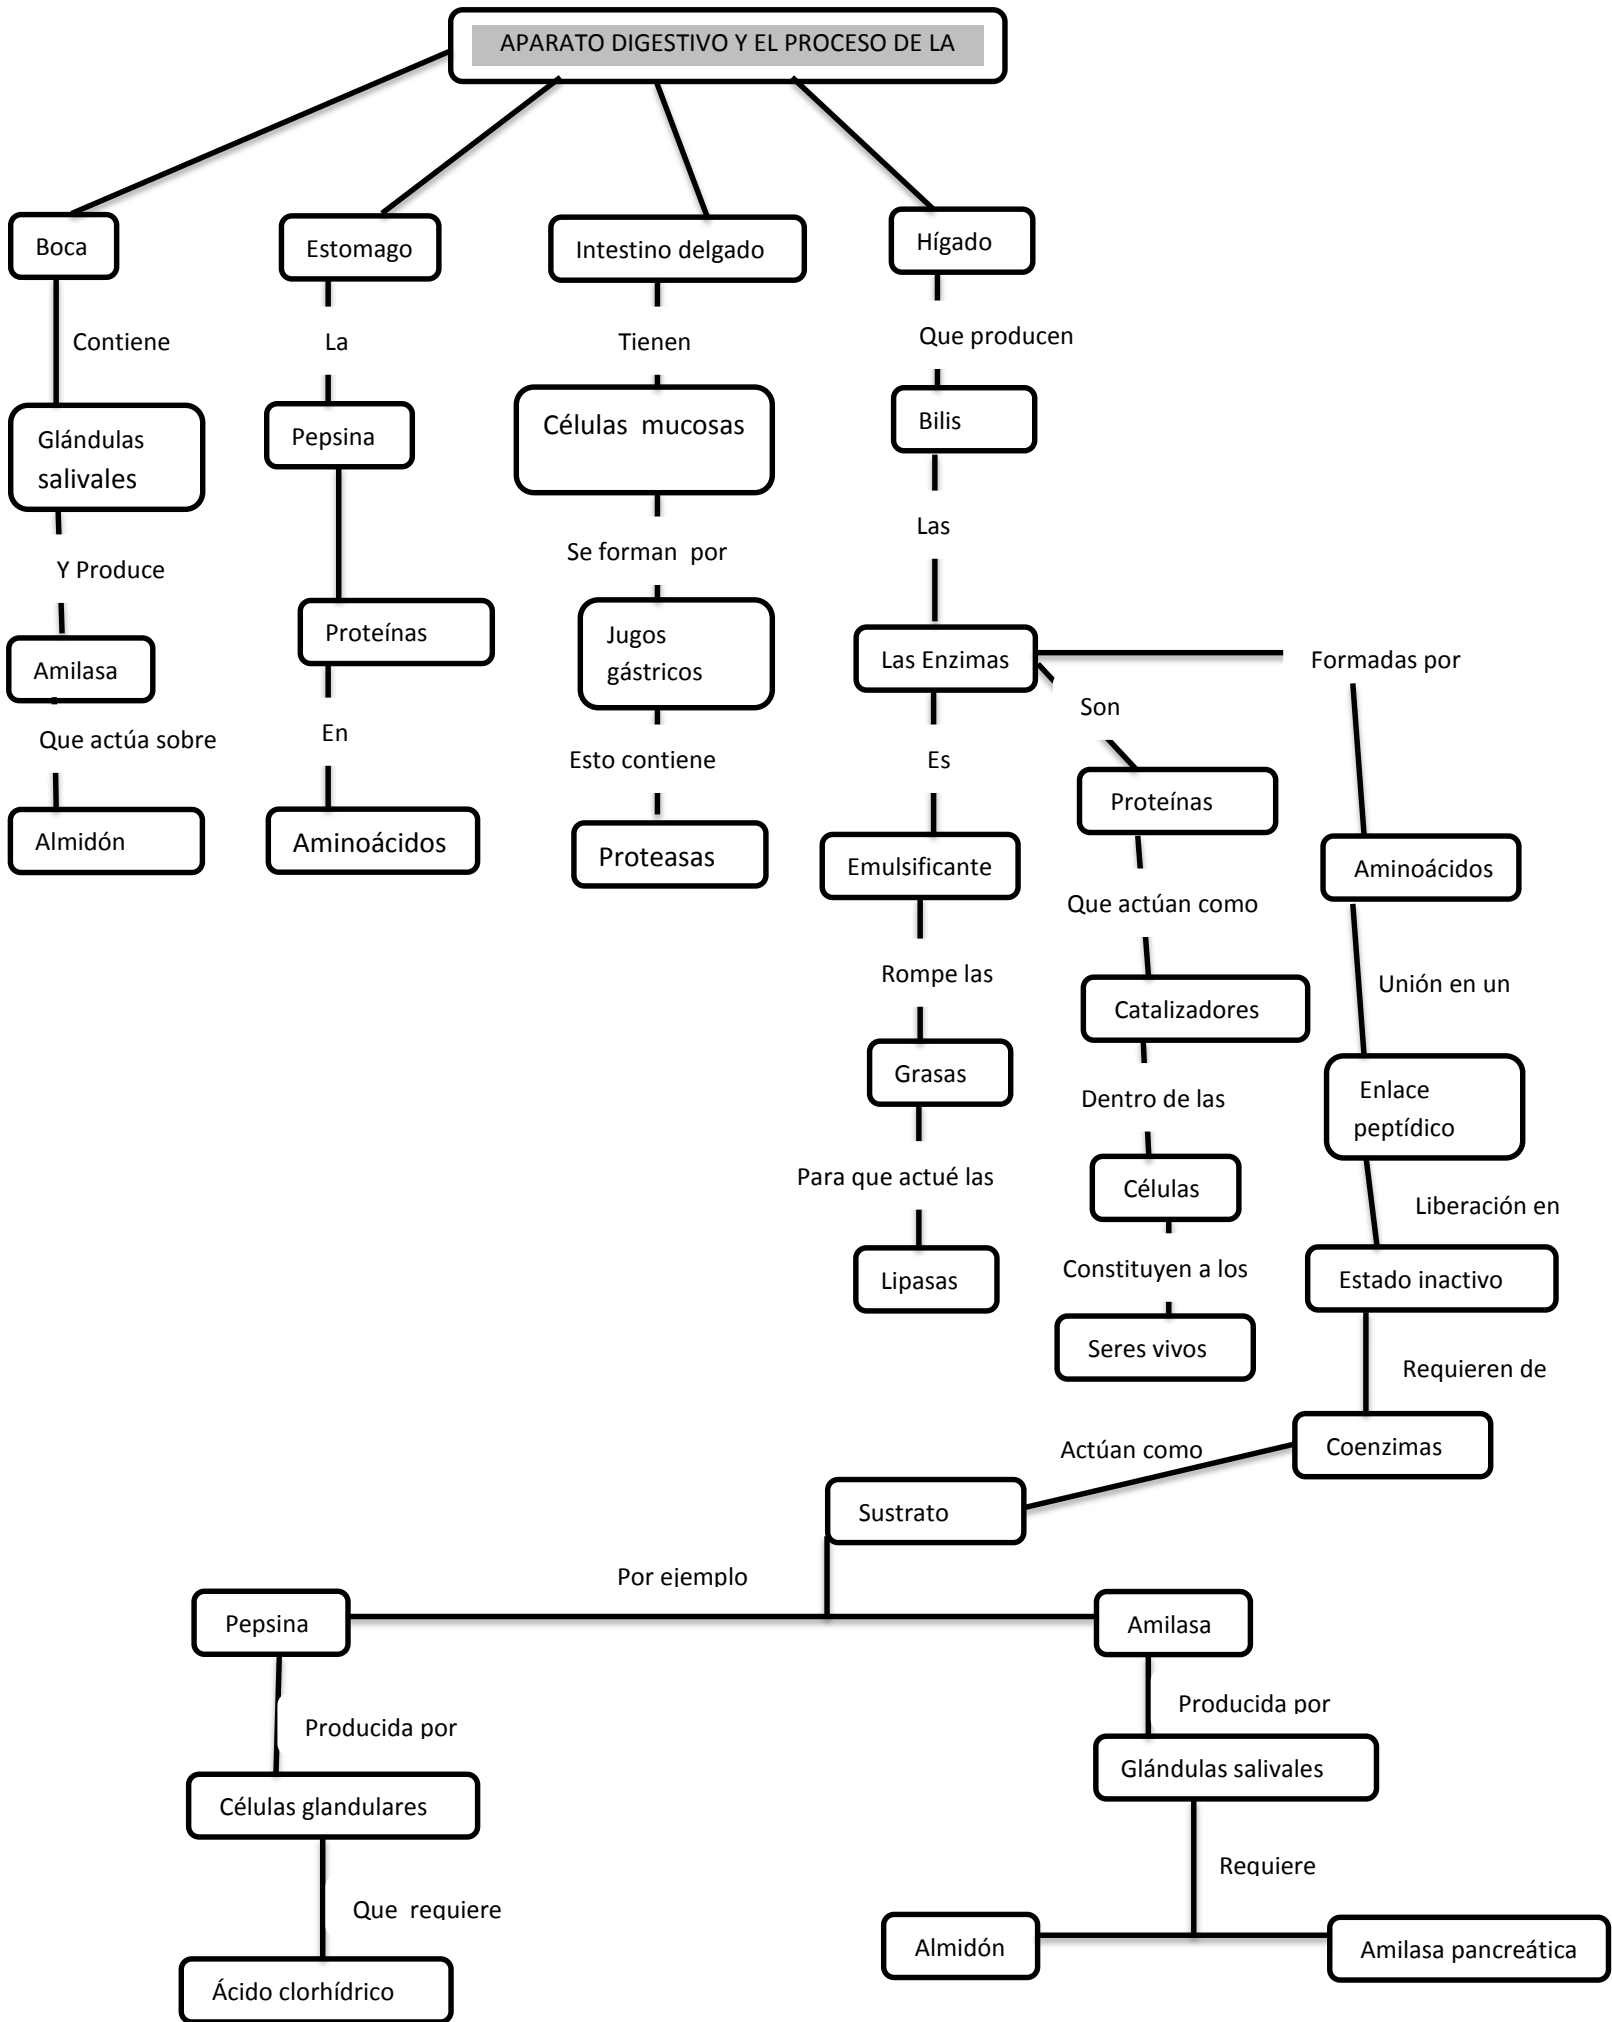 APARATO DIGESTIVO Y EL PROCESO DE LA
Boca
Estomago
Intestino delgado
Hígado
Contiene
La
Tienen
Que producen
Glándulas
salivales
Pepsina
Células mucosas
Bilis
Y Produce
Se forman por
Las
Amilasa
Proteínas
Jugos
gástricos
Las Enzimas
Formadas por
Son
Que actúa sobre
En
Esto contiene
Es
Proteínas
Almidón
Aminoácidos
Proteasas
Emulsificante
Aminoácidos
Que actúan como
Rompe las
Unión en un
Catalizadores
Grasas
Dentro de las
Enlace
peptídico
Para que actué las
Células
Liberación en
Lipasas
Constituyen a los
Estado inactivo
Seres vivos
Requieren de
Actúan como
Coenzimas
Sustrato
Por ejemplo
Pepsina
Amilasa
Producida por
Producida por
Células glandulares
Glándulas salivales
Que requiere
Requiere
Ácido clorhídrico
Almidón
Amilasa pancreática